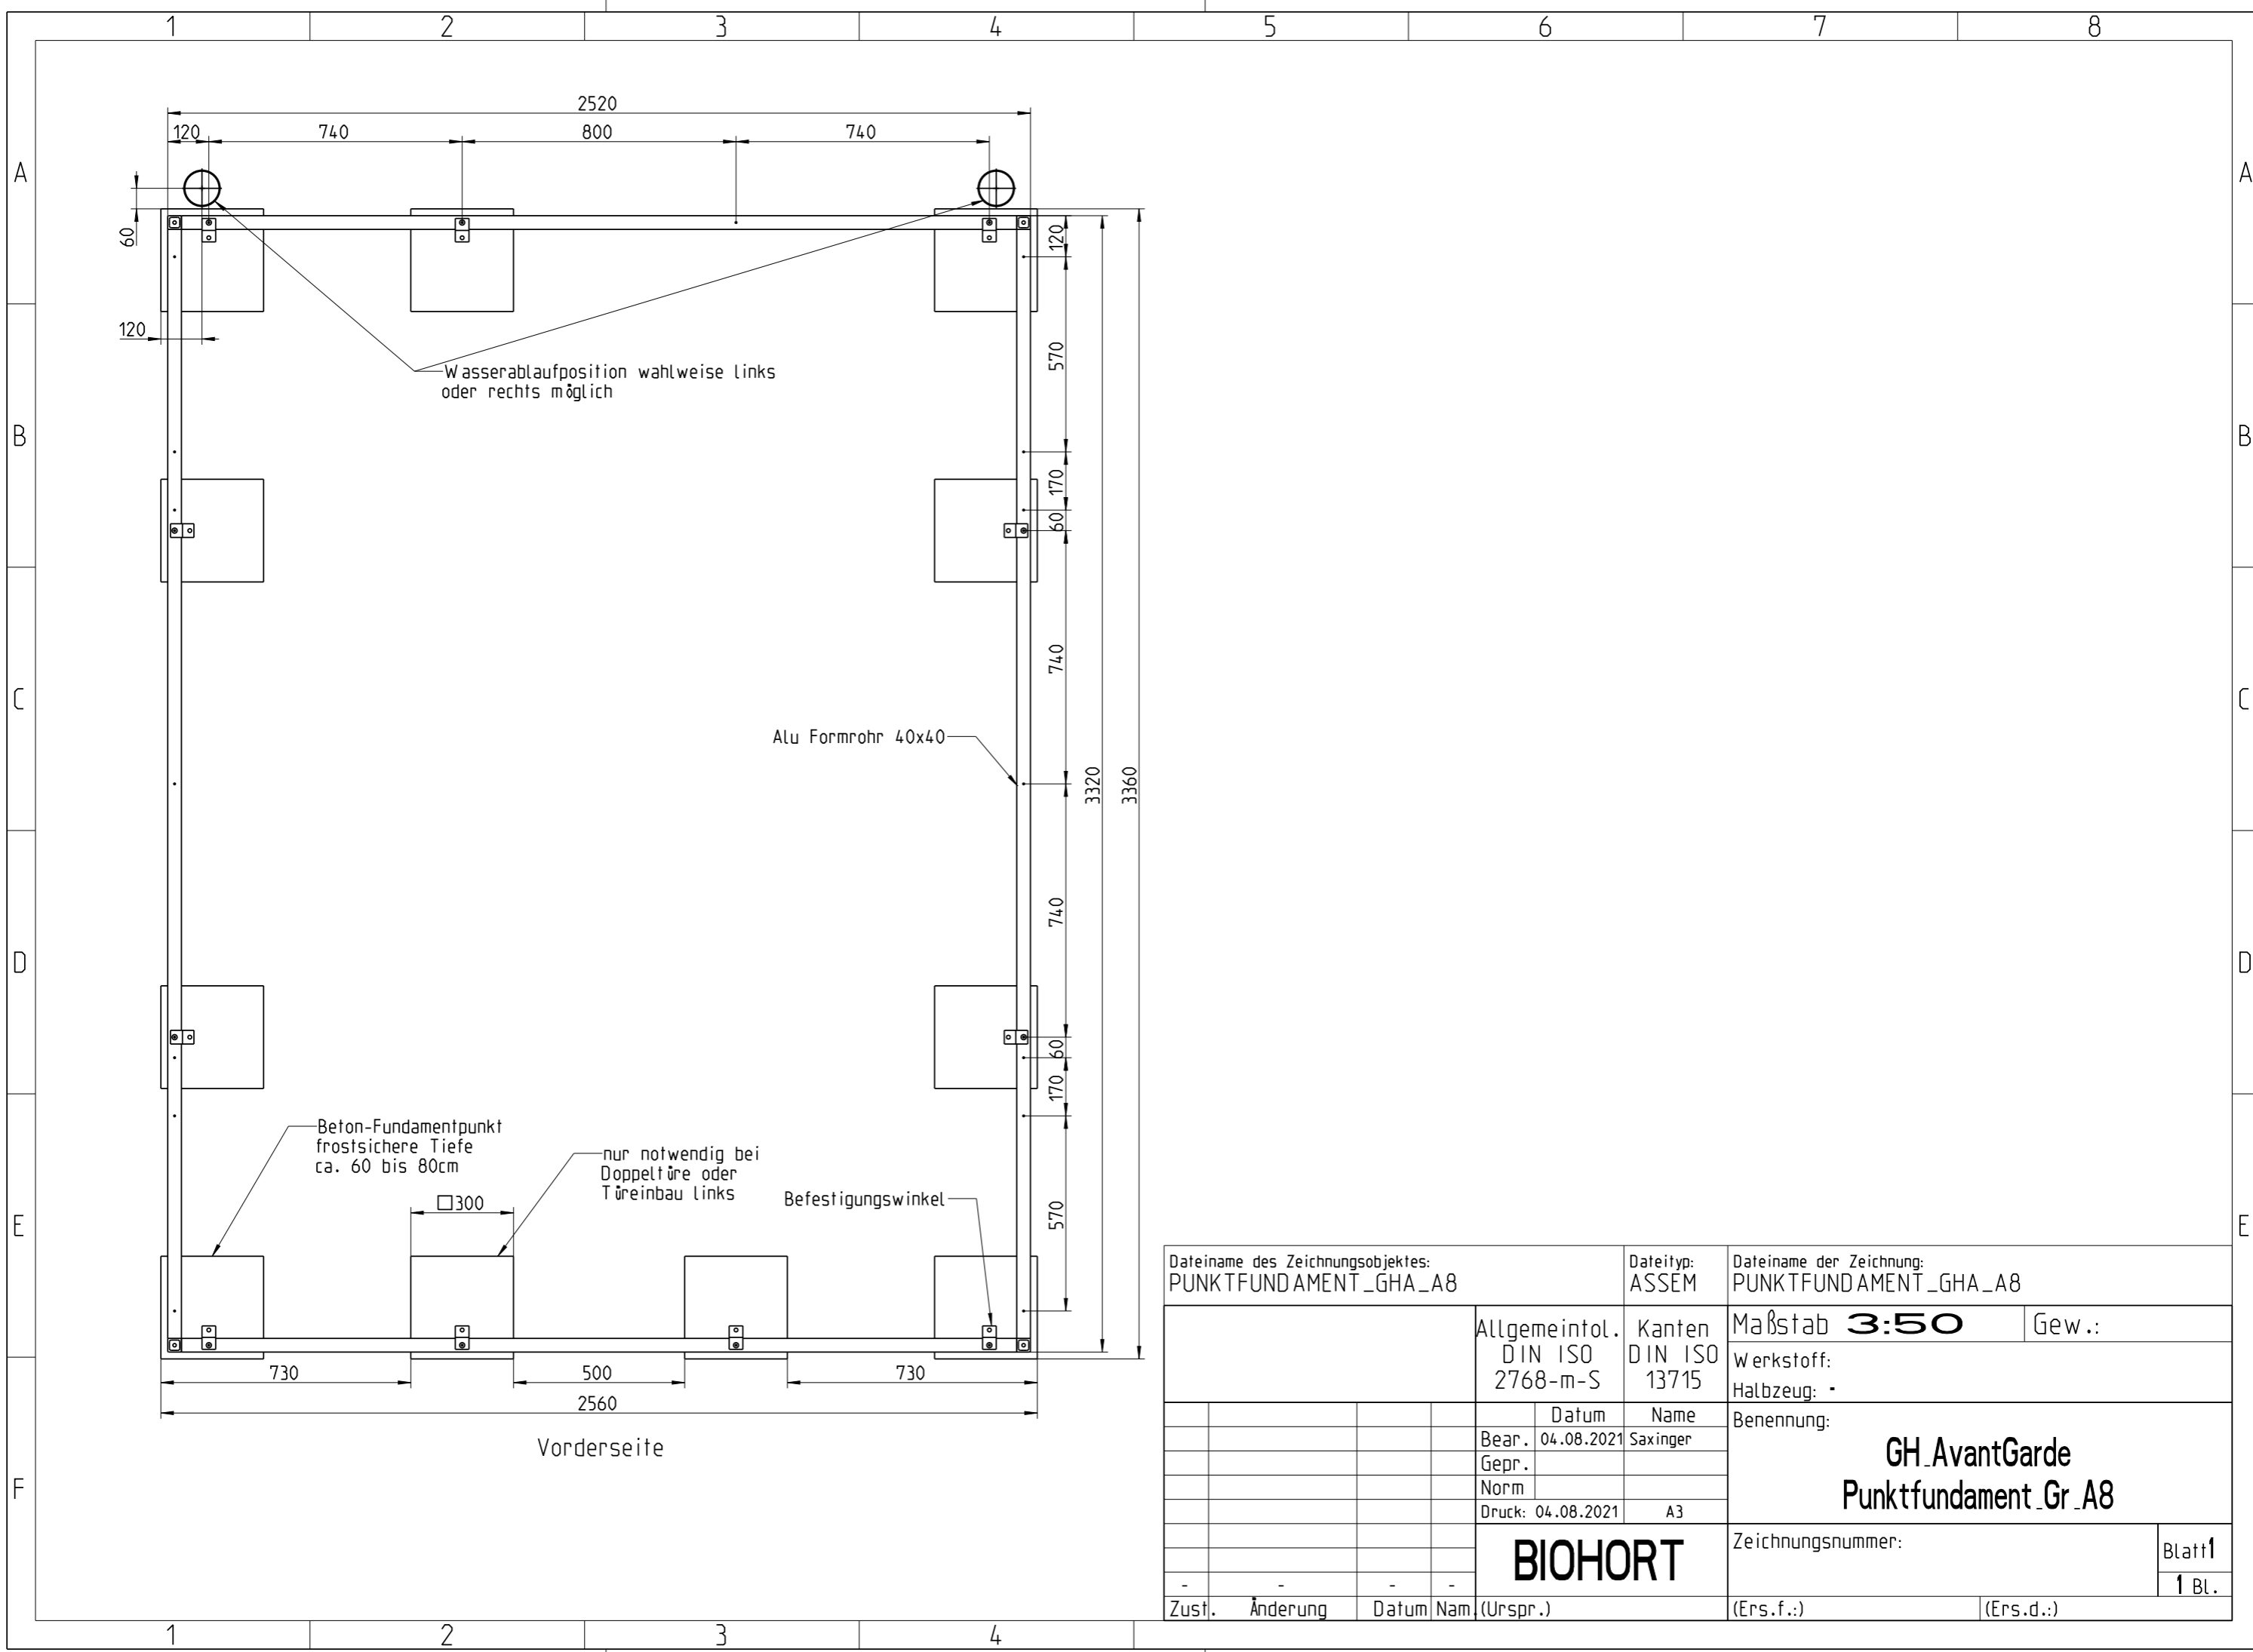 1 2 3 4 5 6 7 8
2520
120 740 800 740
A A
60
120
120
570
Wasserablaufposition wahlweise links
oder rechts möglich
B B
170
60
740
C C
Alu Formrohr 40x40
3320
3360
740
D D
60
170
Beton-Fundamentpunkt
frostsichere Tiefe
ca. 60 bis 80cm
nur notwendig bei
Doppeltüre oder
Türeinbau links
□300
Befestigungswinkel
570
E E
730 500 730
2560
Vorderseite
F
Dateiname des Zeichnungsobjektes:
PUNKTFUNDAMENT_GHA_A8
Dateityp:
ASSEM
Dateiname der Zeichnung:
PUNKTFUNDAMENT_GHA_A8
Allgemeintol.
DIN ISO
2768-m-S
Kanten
DIN ISO
13715
Maßstab 3:50
Gew.:
Werkstoff:
Halbzeug: -
Datum Name
Bear. 04.08.2021 Saxinger
Gepr.
Norm
Druck: 04.08.2021 A3
Benennung:
GH_AvantGarde
Punktfundament_Gr_A8
BIOHORT
Zeichnungsnummer:
Blatt 1
1 Bl.
- - - -
Zust. Änderung Datum Nam. (Urspr.) (Ers.f.:) (Ers.d.:)
1 2 3 4